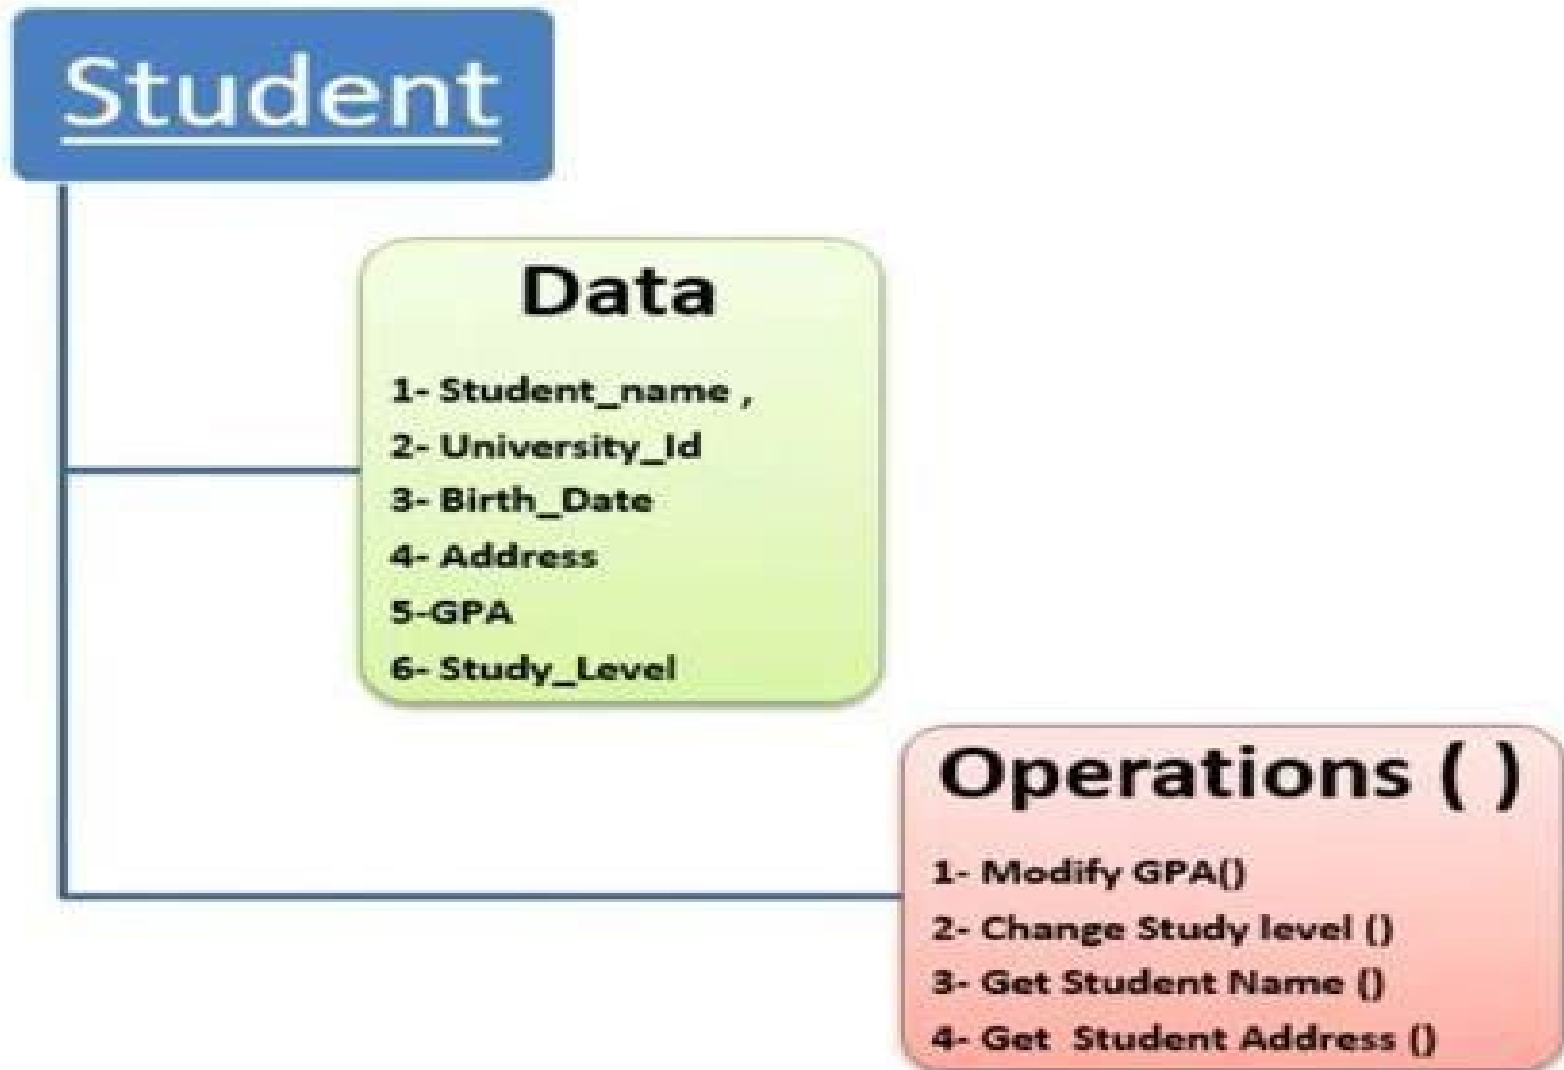 Student
Data
1- Student_name ,
2- University_Id
3- Birth_Date
4- Address
5-GPA
6- Study_Level
Operations ( )
1- Modify GPA()
2- Change Study level ()
3- Get Student Name ()
4- Get  Student Address ()